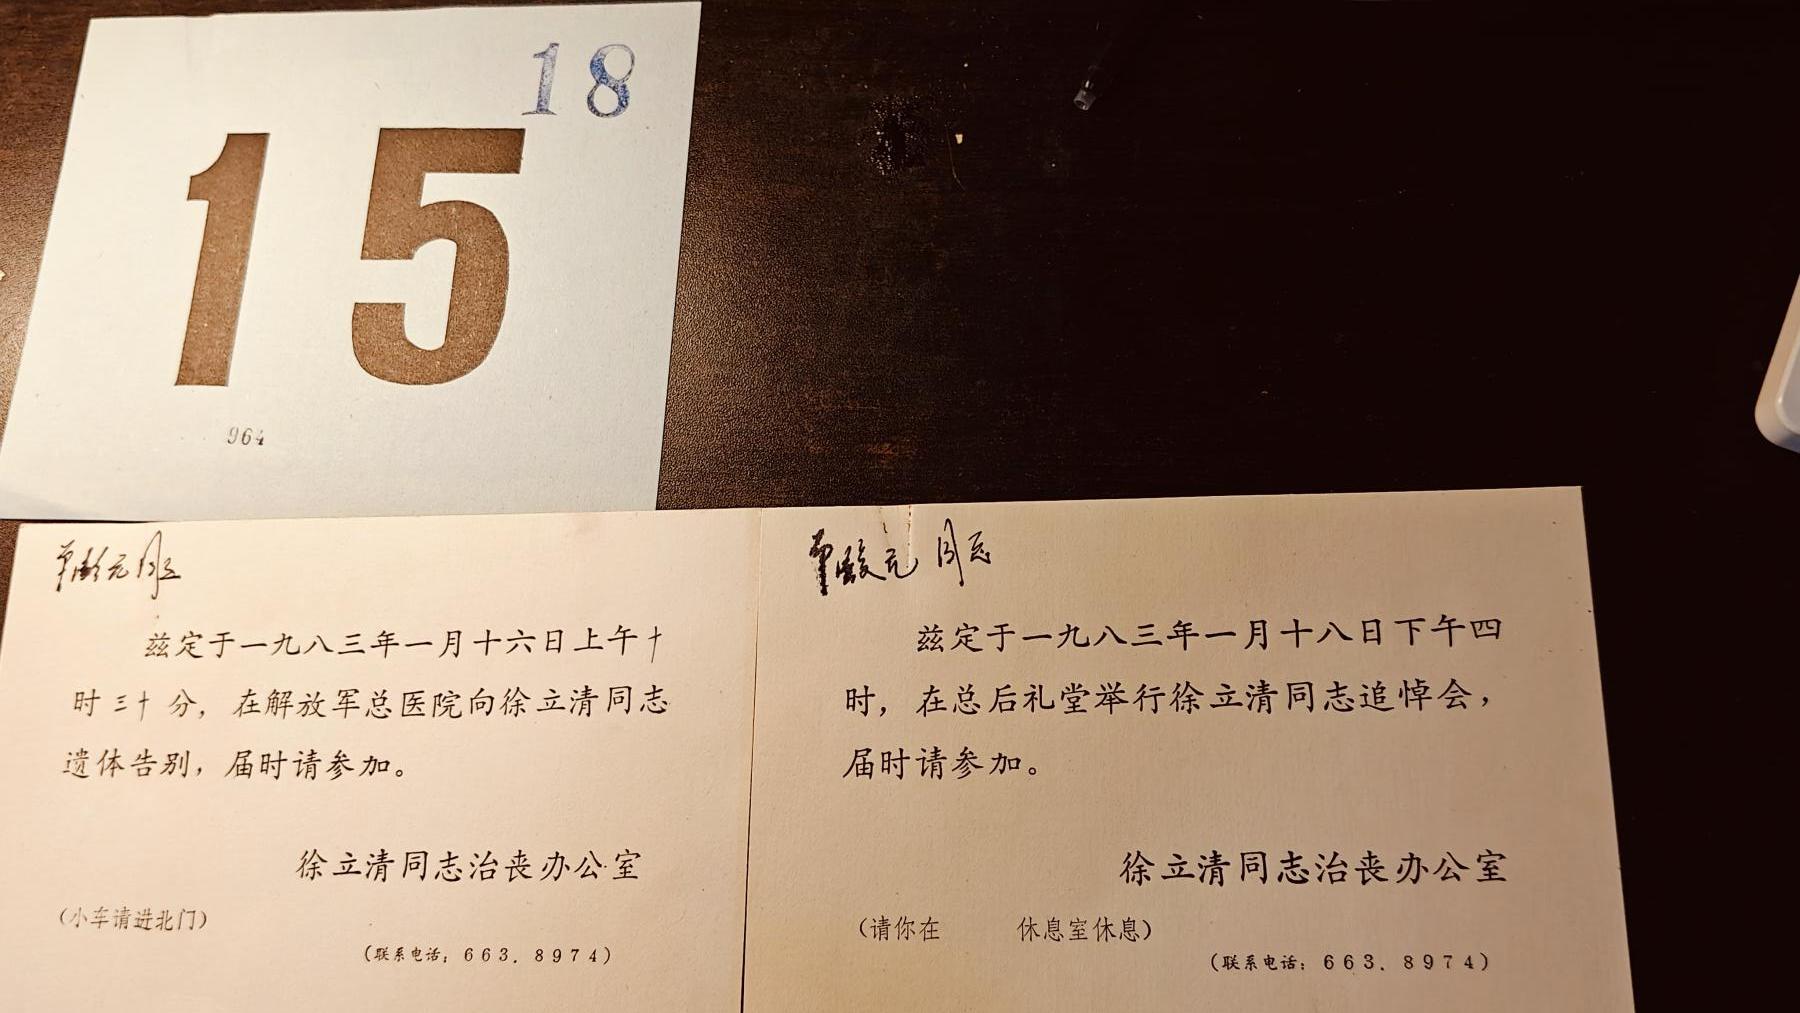 18
15
964
同志
兹定于一九八三年一月十六日上午十
时三十分，在解放军总医院向徐立清同志
遗体告别，届时请参加。
徐立清同志治丧办公室
（小车请进北门）
（联系电话：663.8974）
元同志
兹定于一九八三年一月十八日下午四
时，在总后礼堂举行徐立清同志追悼会，
届时请参加。
徐立清同志治丧办公室
（请你在 休息室休息）
（联系电话：663.8974）